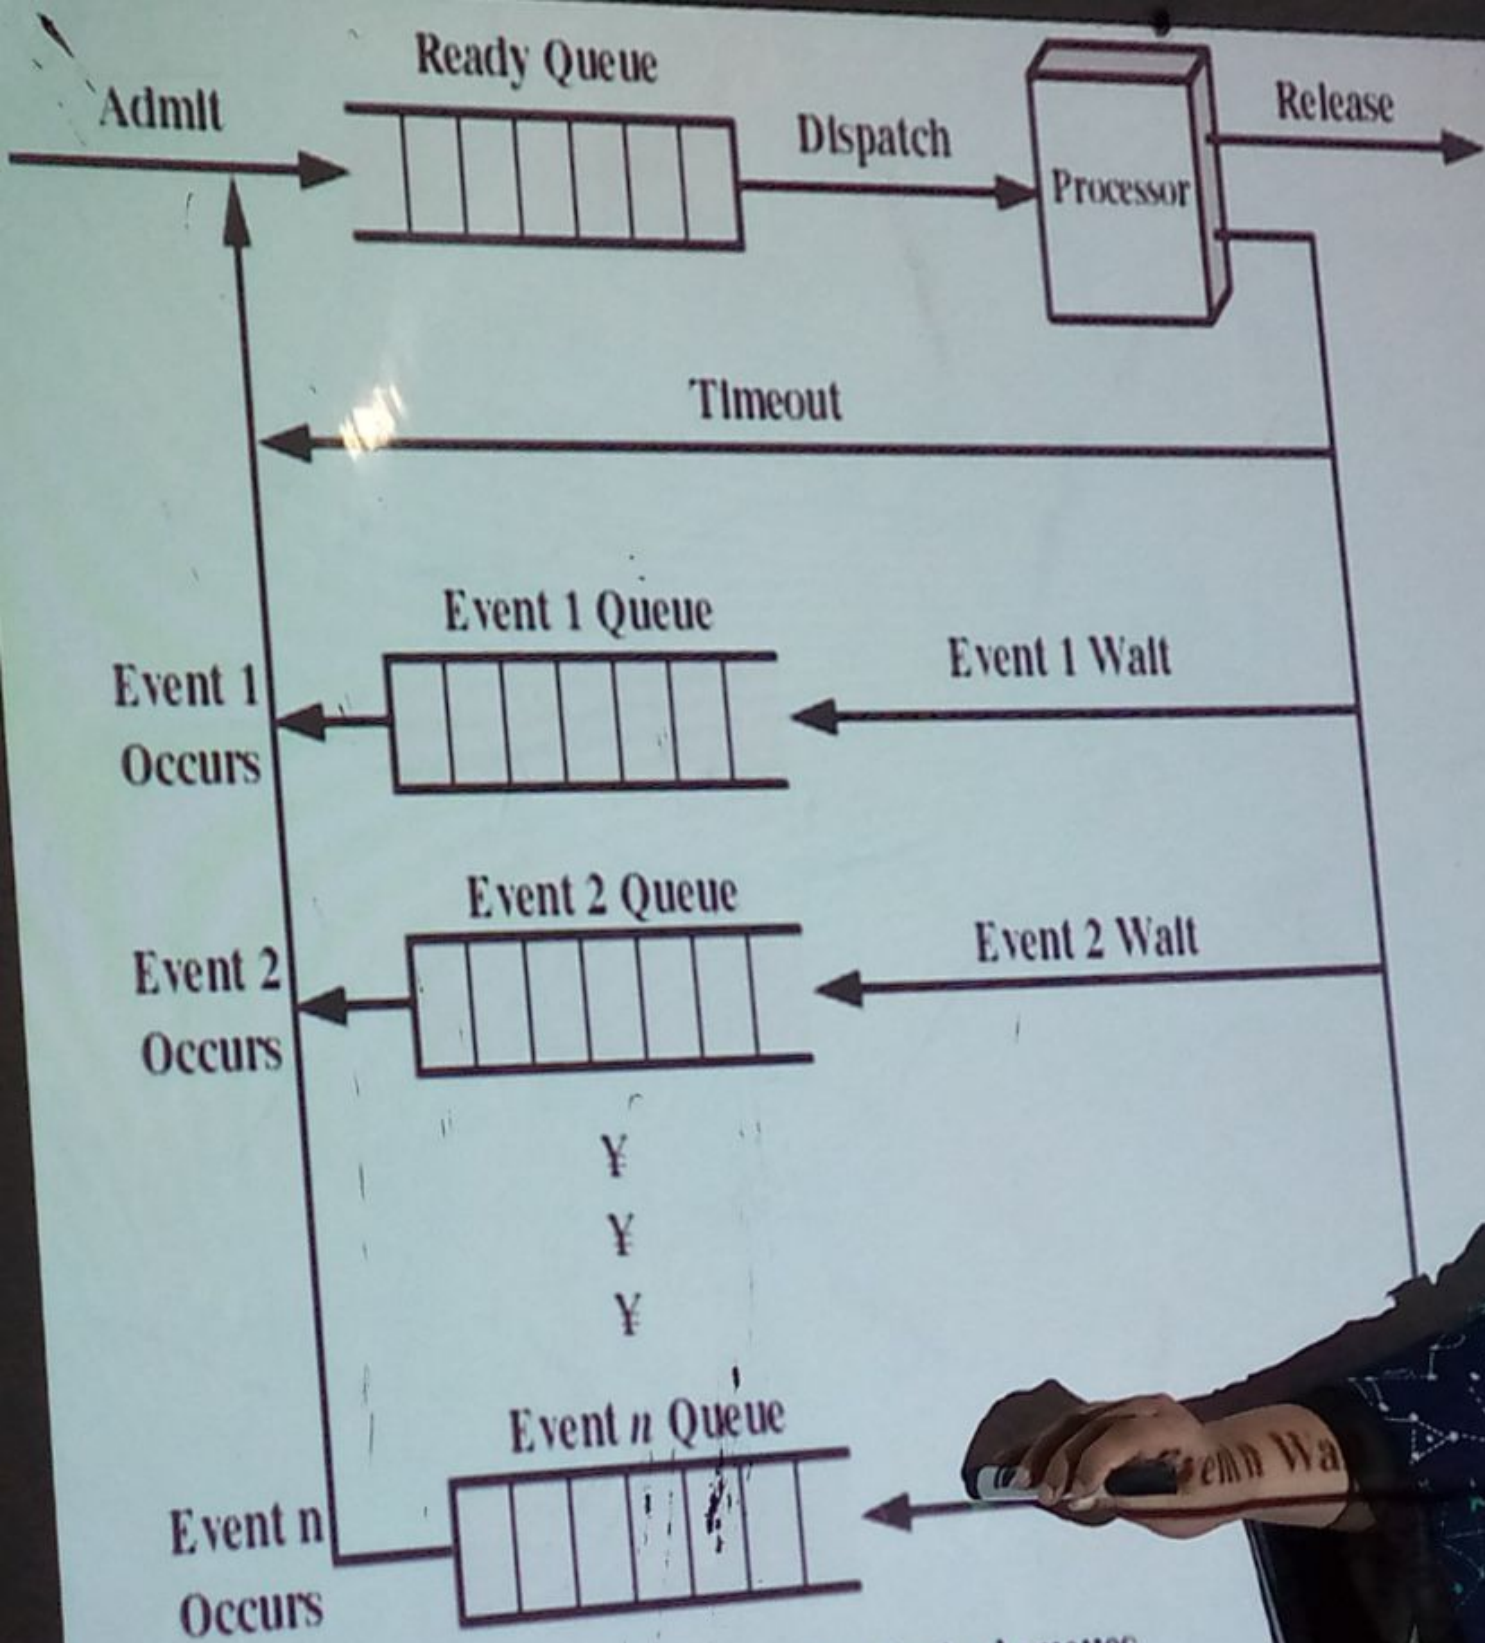 Ready Queue
Admit
Release
Dispatch
Processor
Timeout
Event 1 Queue
Event 1 Wait
Event 1
Occurs
Event 2 Queue
Event 2 Wait
Event 2
Occurs
¥
¥
¥
Event n Queue
Event n
Occurs